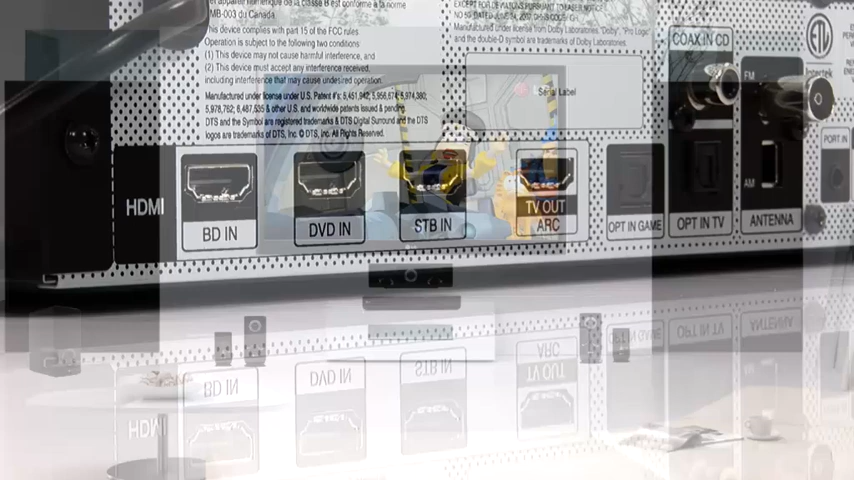 et appareil numérique de la classe B est conforme à la norme
MB-003 du Canada.
This device complies with part 15 of the FCC rules
Operation is subject to the following two conditions
(1) This device may not cause harmful interference, and
(2) This device must accept any interference received,
including interference that may cause undesired operation.
Manufactured under license from Dolby Laboratories. "Dolby", "Pro Logic"
and the double-D symbol are trademarks of Dolby Laboratories.
Manufactured under license under U.S. Patent #'s: 5,451,942; 5,956,674; 5,974,380;
5,978,762; 6,487,535 & other U.S. and worldwide patents issued & pending.
DTS and the Symbol are registered trademarks & DTS Digital Surround and the DTS
logos are trademarks of DTS, Inc. © DTS, Inc. All Rights Reserved.
Serial Label
COAX IN CD
ETL
Intertek
FM
AM
PORT IN
HDMI
BD IN
DVD IN
STB IN
TV OUT
ARC
OPT IN GAME
OPT IN TV
ANTENNA